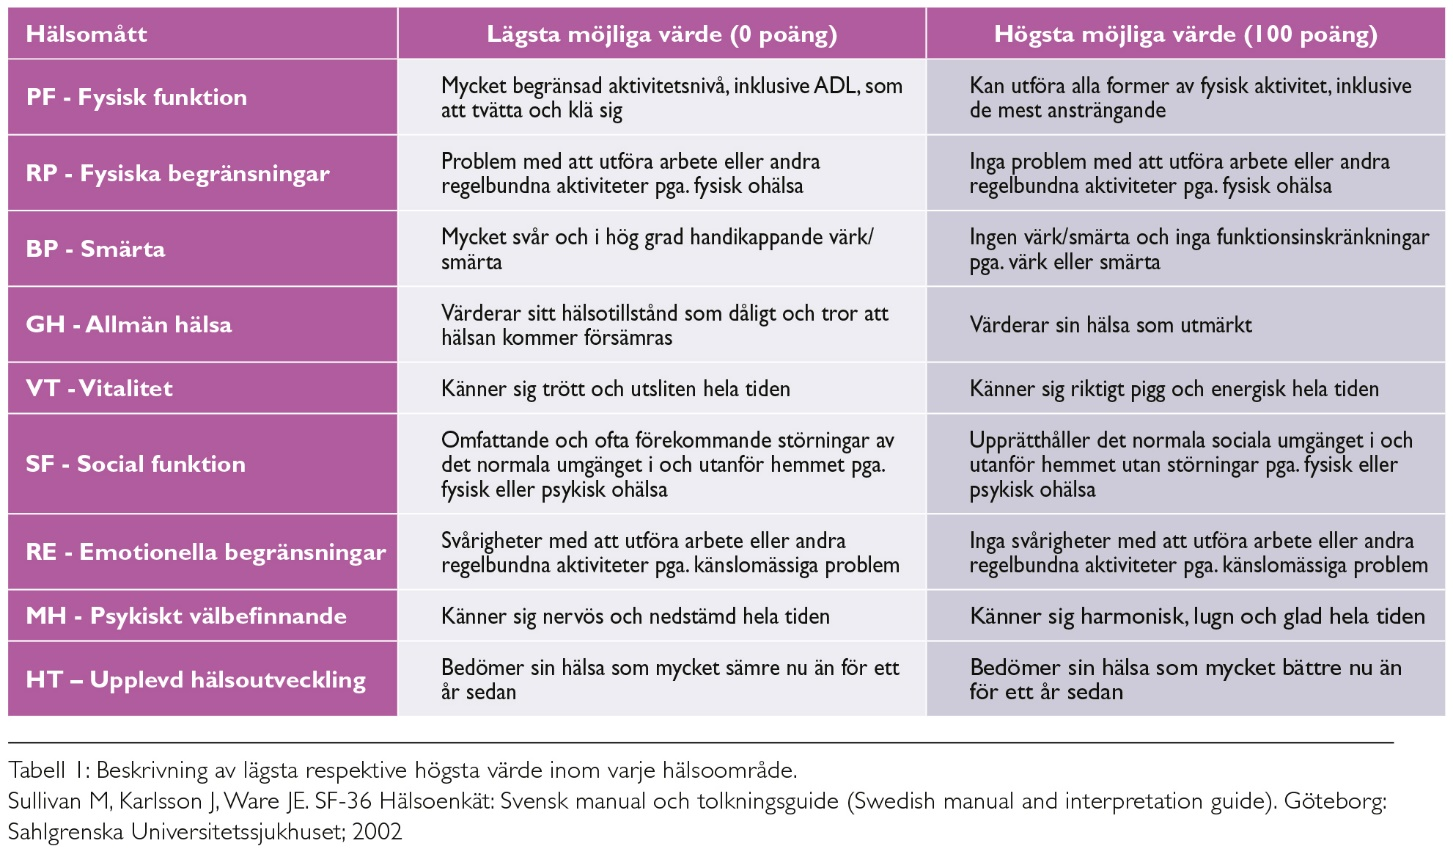 Hälsomått
Lägsta möjliga värde (0 poäng)
Högsta möjliga värde (100 poäng)
PF - Fysisk funktion
Mycket begränsad aktivitetsnivå, inklusive ADL, som
att tvätta och klä sig
Kan utföra alla former av fysisk aktivitet, inklusive
de mest ansträngande
RP - Fysiska begränsningar
Problem med att utföra arbete eller andra
regelbundna aktiviteter pga. fysisk ohälsa
Inga problem med att utföra arbete eller andra
regelbundna aktiviteter pga. fysisk ohälsa
BP - Smärta
Mycket svår och i hög grad handikappande värk/
smärta
Ingen värk/smärta och inga funktionsinskränkningar
pga. värk eller smärta
GH - Allmän hälsa
Värderar sitt hälsotillstånd som dåligt och tror att
hälsan kommer försämras
Värderar sin hälsa som utmärkt
VT - Vitalitet
Känner sig trött och utsliten hela tiden
Känner sig riktigt pigg och energisk hela tiden
SF - Social funktion
Omfattande och ofta förekommande störningar av
det normala umgänget i och utanför hemmet pga.
fysisk eller psykisk ohälsa
Upprätthåller det normala sociala umgänget i och
utanför hemmet utan störningar pga. fysisk eller
psykisk ohälsa
RE - Emotionella begränsningar
Svårigheter med att utföra arbete eller andra
regelbundna aktiviteter pga. känslomässiga problem
Inga svårigheter med att utföra arbete eller andra
regelbundna aktiviteter pga. känslomässiga problem
MH - Psykiskt välbefinnande
Känner sig nervös och nedstämd hela tiden
Känner sig harmonisk, lugn och glad hela tiden
HT – Upplevd hälsoutveckling
Bedömer sin hälsa som mycket sämre nu än för ett
år sedan
Bedömer sin hälsa som mycket bättre nu än
för ett år sedan
Tabell 1: Beskrivning av lägsta respektive högsta värde inom varje hälsoområde.
Sullivan M, Karlsson J, Ware JE. SF-36 Hälsoenkät: Svensk manual och tolkningsguide (Swedish manual and interpretation guide). Göteborg:
Sahlgrenska Universitetssjukhuset; 2002